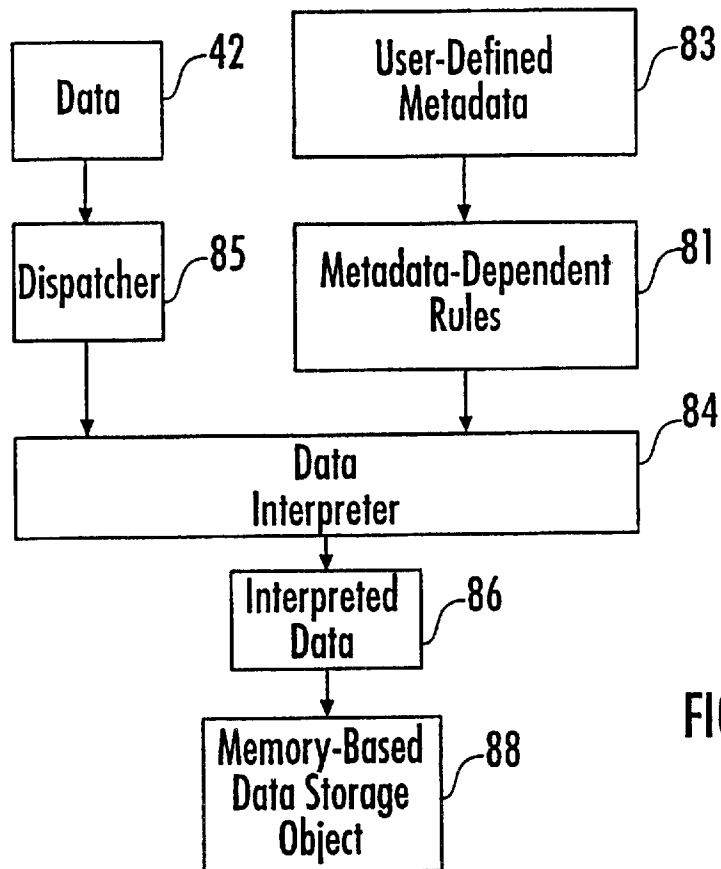 42
Data
User-Defined
Metadata
83
Dispatcher
85
Metadata-Dependent
Rules
81
Data
Interpreter
84
Interpreted
Data
86
Memory-Based
Data Storage
Object
88